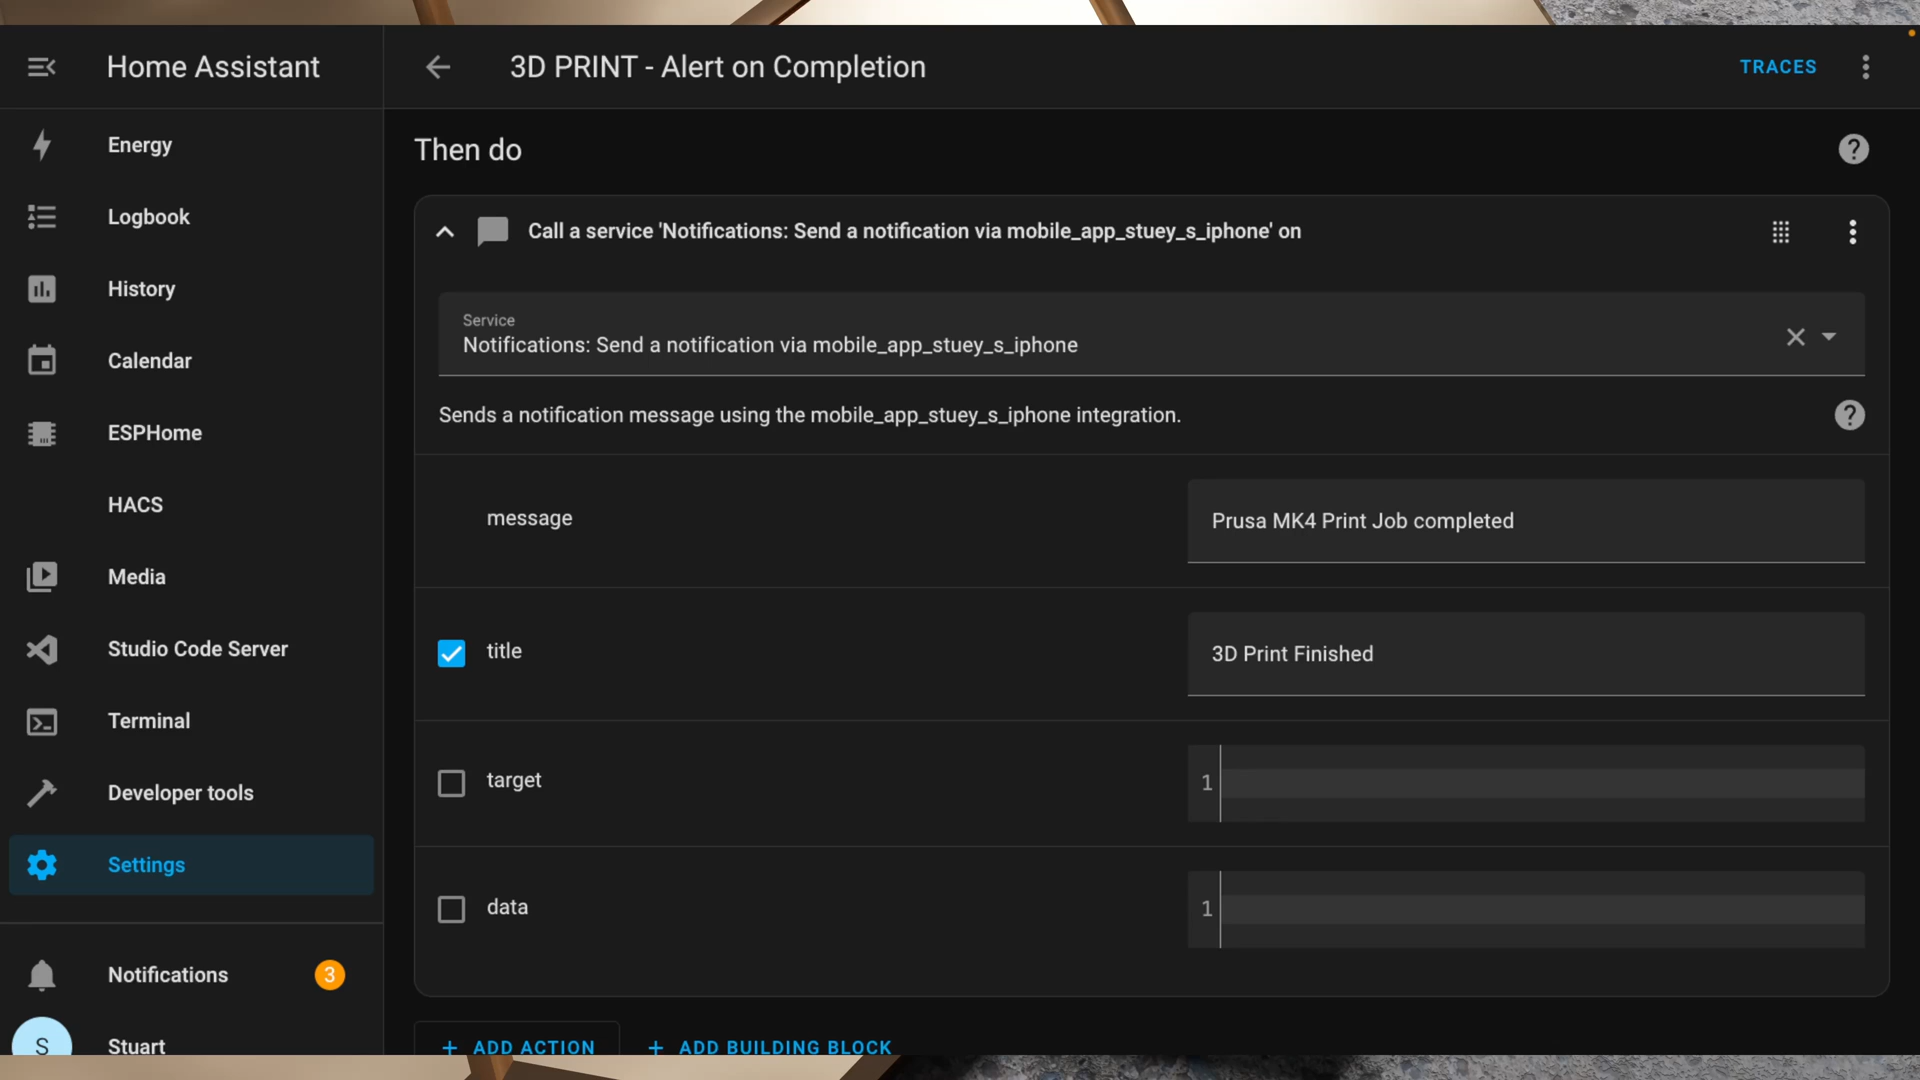 Home Assistant
3D PRINT - Alert on Completion
TRACES
Energy
Logbook
History
Calendar
ESPHome
HACS
Media
Studio Code Server
Terminal
Developer tools
Settings
Notifications
3
S
Stuart
Then do
?
Call a service 'Notifications: Send a notification via mobile_app_stuey_s_iphone' on
Service
Notifications: Send a notification via mobile_app_stuey_s_iphone
Sends a notification message using the mobile_app_stuey_s_iphone integration.
?
message
Prusa MK4 Print Job completed
title
3D Print Finished
target
1
data
1
+ ADD ACTION
+ ADD BUILDING BLOCK